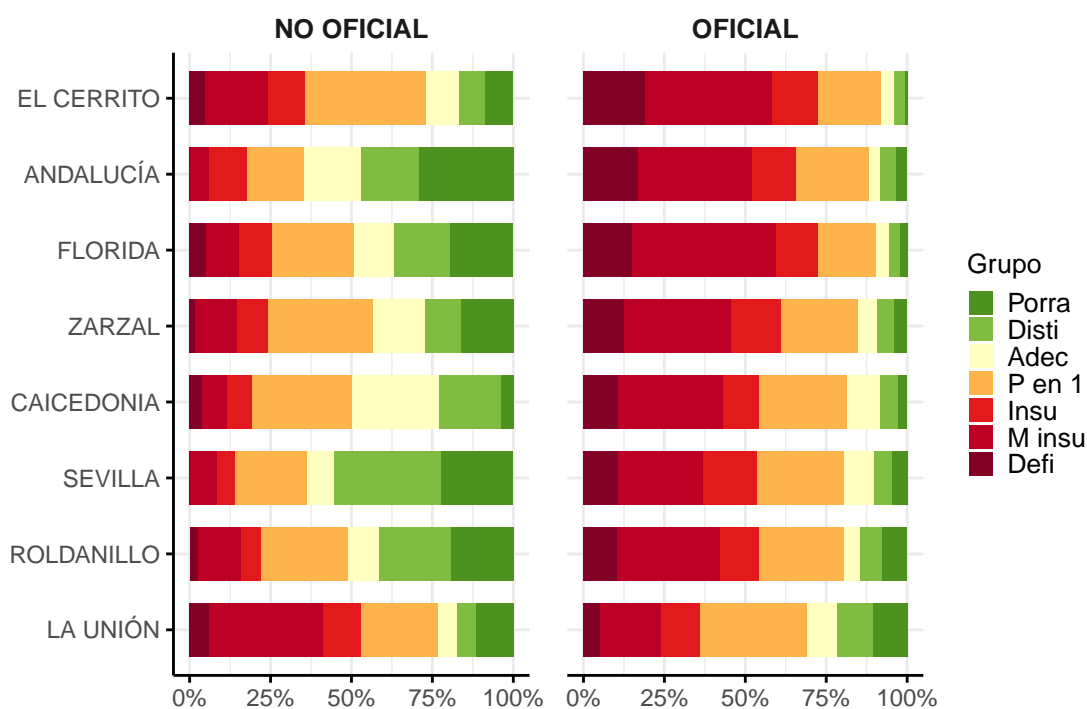 NO OFICIAL
OFICIAL
EL CERRITO
ANDALUCÍA
FLORIDA
ZARZAL
CAICEDONIA
SEVILLA
ROLDANILLO
LA UNIÓN
0% 25% 50% 75% 100%
0% 25% 50% 75% 100%
Grupo
Porra
Disti
Adec
P en 1
Insu
M insu
Defi